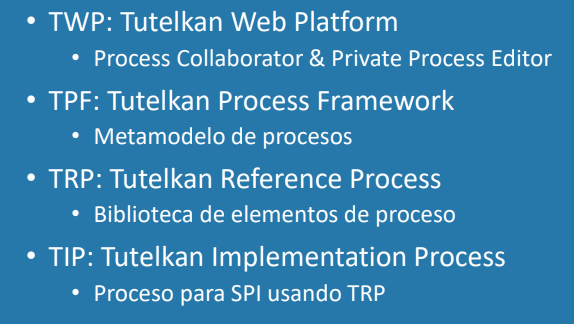 • TWP: Tutelkan Web Platform
• Process Collaborator & Private Process Editor
• TPF: Tutelkan Process Framework
• Metamodelo de procesos
• TRP: Tutelkan Reference Process
• Biblioteca de elementos de proceso
• TIP: Tutelkan Implementation Process
• Proceso para SPI usando TRP